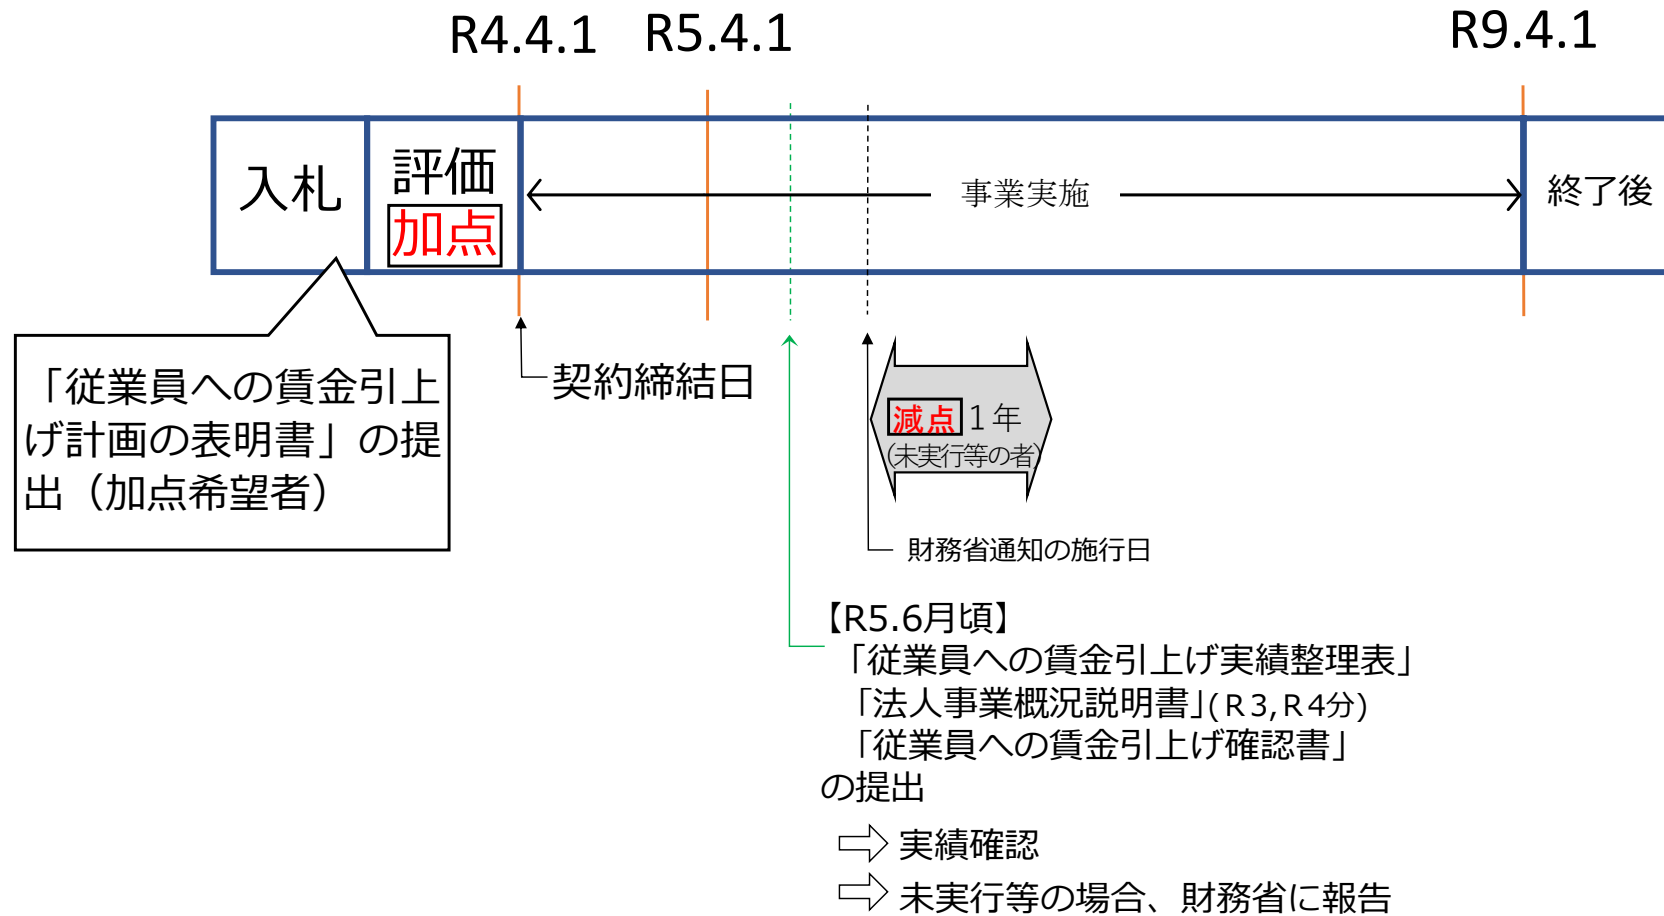 R4.4.1
R5.4.1
R9.4.1
入札
評価
加点
事業実施
終了後
「従業員への賃金引上
げ計画の表明書」の提
出（加点希望者）
契約締結日
減点１年
（未実行等の者）
財務省通知の施行日
【R5.6月頃】
「従業員への賃金引上げ実績整理表」
「法人事業概況説明書」(Ｒ3,Ｒ4分)
「従業員への賃金引上げ確認書」
の提出
⇨ 実績確認
⇨ 未実行等の場合、財務省に報告